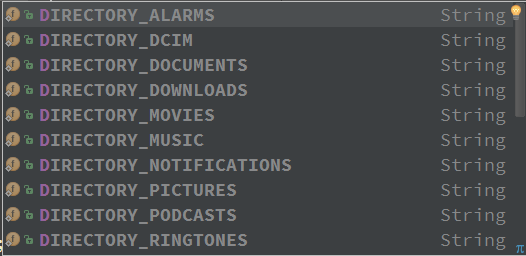 DIRECTORY_ALARMS String
DIRECTORY_DCIM String
DIRECTORY_DOCUMENTS String
DIRECTORY_DOWNLOADS String
DIRECTORY_MOVIES String
DIRECTORY_MUSIC String
DIRECTORY_NOTIFICATIONS String
DIRECTORY_PICTURES String
DIRECTORY_PODCASTS String
DIRECTORY_RINGTONES String
π